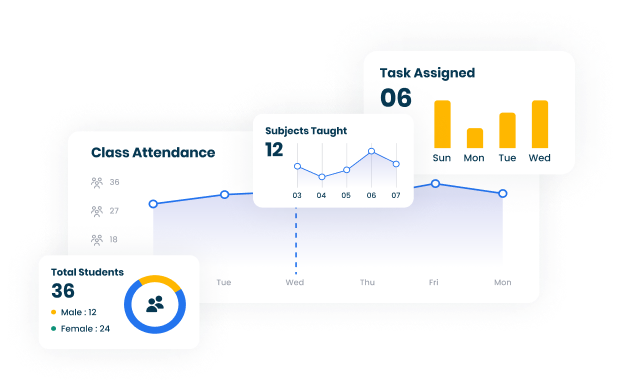 Task Assigned
06
Sun Mon Tue Wed
Subjects Taught
12
03 04 05 06 07
Class Attendance
36
27
18
Tue Wed Thu Fri Mon
Total Students
36
Male : 12
Female : 24